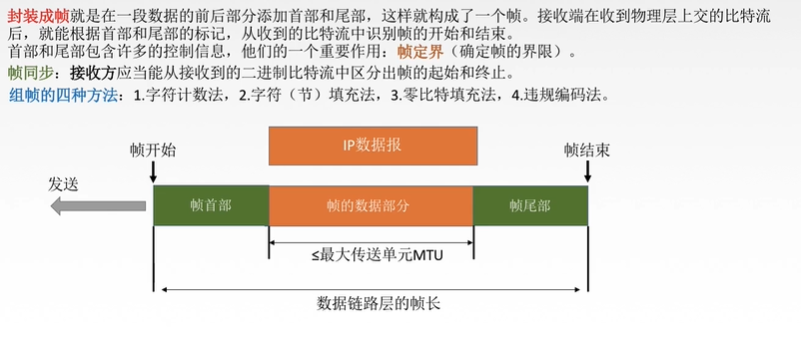 封装成帧就是在一段数据的前后部分添加首部和尾部，这样就构成了一个帧。接收端在收到物理层上交的比特流
后，就能根据首部和尾部的标记，从收到的比特流中识别帧的开始和结束。
首部和尾部包含许多的控制信息，他们的一个重要作用：帧定界（确定帧的界限）。
帧同步：接收方应当能从接收到的二进制比特流中区分出帧的起始和终止。
组帧的四种方法：1.字符计数法，2.字符（节）填充法，3.零比特填充法，4.违规编码法。
IP数据报
帧开始
帧结束
发送
帧首部
帧的数据部分
帧尾部
≤最大传送单元MTU
数据链路层的帧长